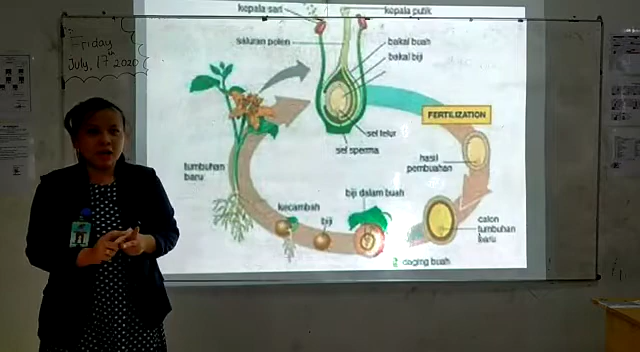 kepala sari
kepala putik
Friday
July, 17 2020
saluran polen
bakal buah
bakal biji
FERTILIZATION
sel telur
sel sperma
hasil
pembuahan
tumbuhan
baru
kecambah
biji
biji dalam buah
calon
tumbuhan
baru
daging buah